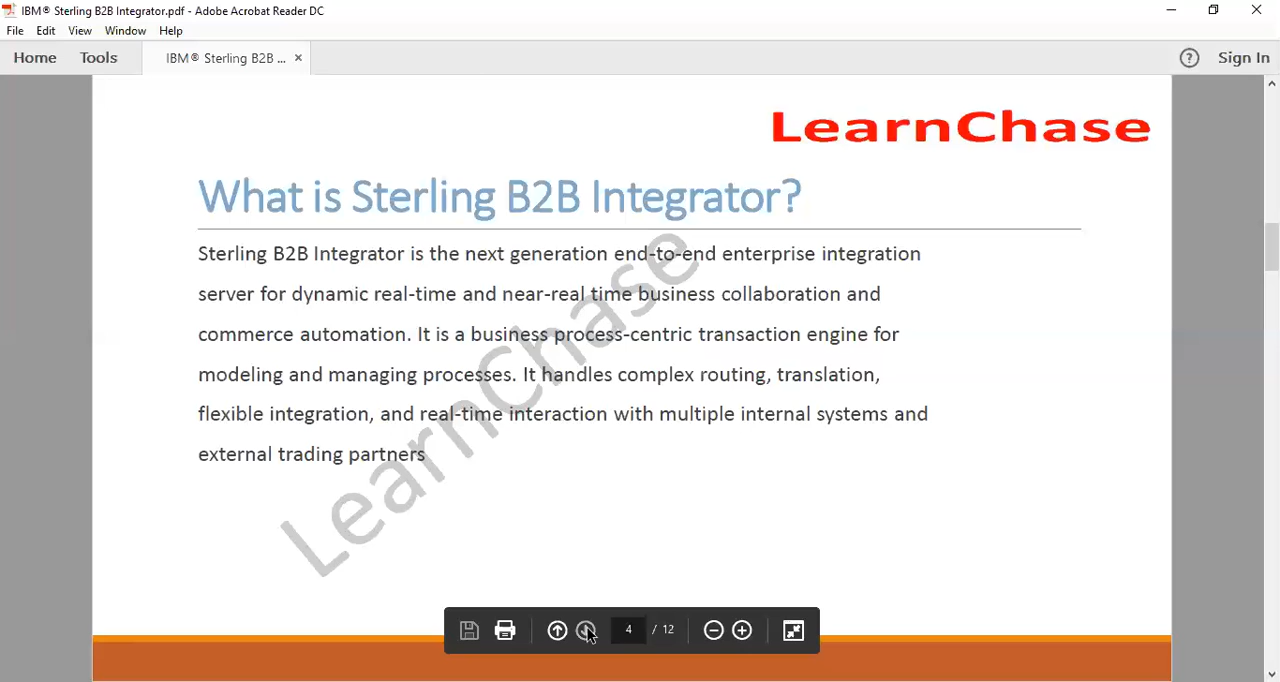 IBM® Sterling B2B Integrator.pdf - Adobe Acrobat Reader DC
File Edit View Window Help
Home Tools IBM® Sterling B2B ... × ? Sign In
LearnChase
What is Sterling B2B Integrator?
Sterling B2B Integrator is the next generation end-to-end enterprise integration
server for dynamic real-time and near-real time business collaboration and
commerce automation. It is a business process-centric transaction engine for
modeling and managing processes. It handles complex routing, translation,
flexible integration, and real-time interaction with multiple internal systems and
external trading partners
LearnChase
4 / 12